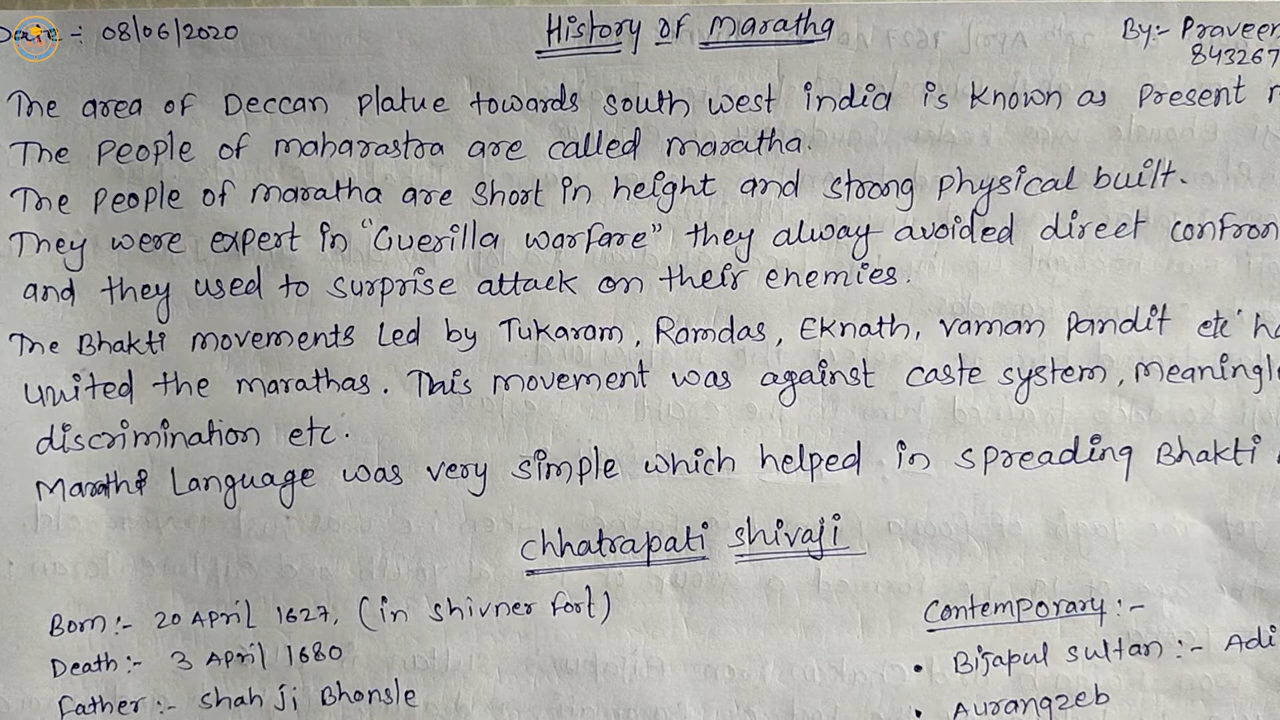 Date :- 08/06/2020
History of Maratha
By:- Praveen
843267
The area of Deccan Platue towards south west india is known as Present
The People of maharastra are called maratha.
The People of maratha are short in height and strong physical built.
They were expert in "Guerilla warfare" they alway avoided direct confron
and they used to surprise attack on their enemies.
The Bhakti movements Led by Tukaram, Ramdas, Eknath, vaman Pandit etc ha
united the marathas. This movement was against caste system, meaningle
discrimination etc.
Marathi Language was very simple which helped in spreading Bhakti
Chhatrapati Shivaji
Born:- 20 April 1627, (in shivner fort)
Death:- 3 April 1680
Father:- Shah ji Bhonsle
Contemporary:-
• Bijapul sultan:- Adi
• Aurangzeb